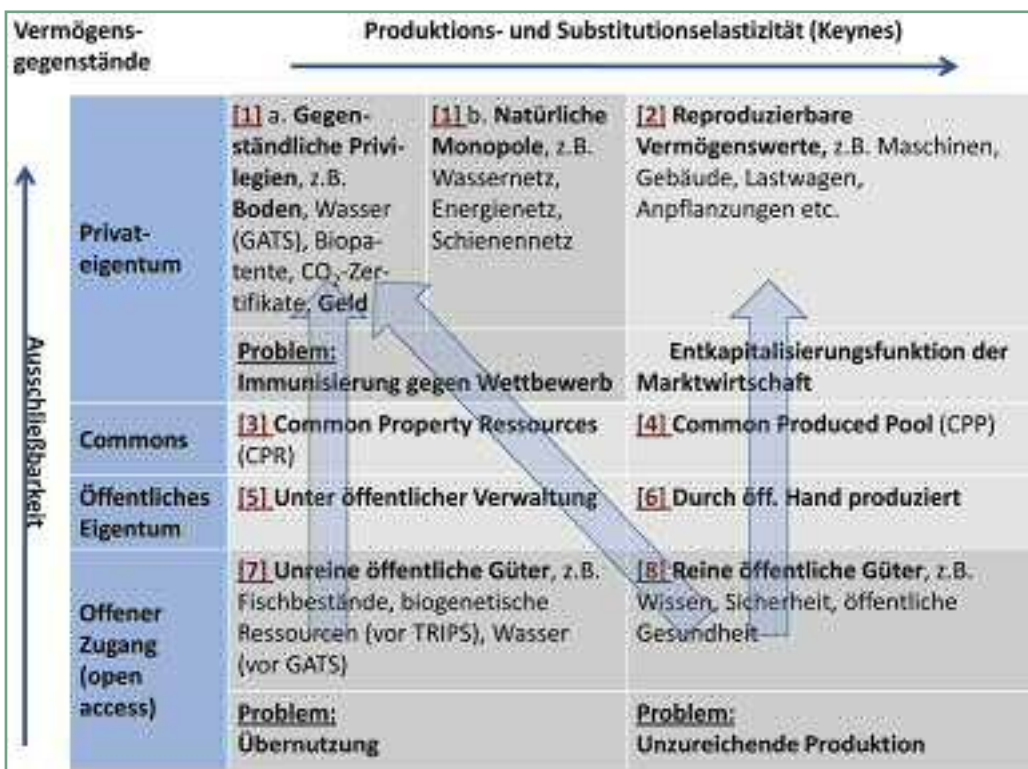 Vermögens-
gegenstände
Produktions- und Substitutionselastizität (Keynes)
Ausschließbarkeit
Privat-
eigentum
[1] a. Gegen-
ständliche Privi-
legien, z.B.
Boden, Wasser
(GATS), Biopa-
tente, CO₂-Zer-
tifikate, Geld
[1] b. Natürliche
Monopole, z.B.
Wassernetz,
Energienetz,
Schienennetz
[2] Reproduzierbare
Vermögenswerte, z.B. Maschinen,
Gebäude, Lastwagen,
Anpflanzungen etc.
Problem:
Immunisierung gegen Wettbewerb
Entkapitalisierungsfunktion der
Marktwirtschaft
Commons
[3] Common Property Ressources
(CPR)
[4] Common Produced Pool (CPP)
Öffentliches
Eigentum
[5] Unter öffentlicher Verwaltung
[6] Durch öff. Hand produziert
Offener
Zugang
(open
access)
[7] Unreine öffentliche Güter, z.B.
Fischbestände, biogenetische
Ressourcen (vor TRIPS), Wasser
(vor GATS)
[8] Reine öffentliche Güter, z.B.
Wissen, Sicherheit, öffentliche
Gesundheit
Problem:
Übernutzung
Problem:
Unzureichende Produktion